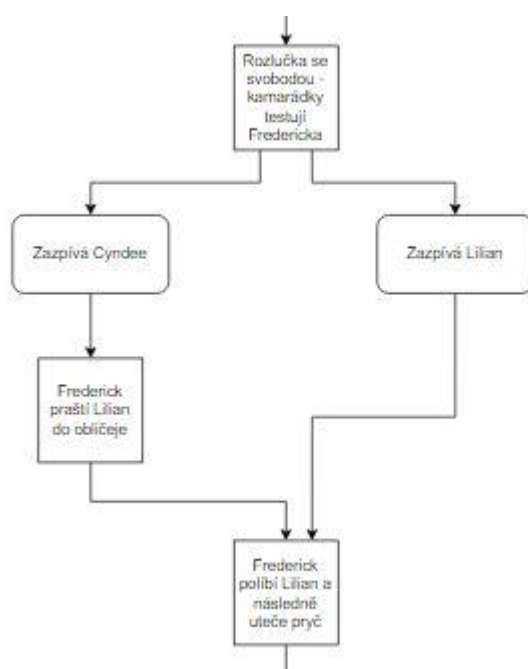 Rozlučka se
svobodou -
kamarádky
testují
Fredericka
Zazpívá Cyndee
Zazpívá Lilian
Frederick
praští Lilian
do obličeje
Frederick
políbí Lilian a
následně
uteče pryč